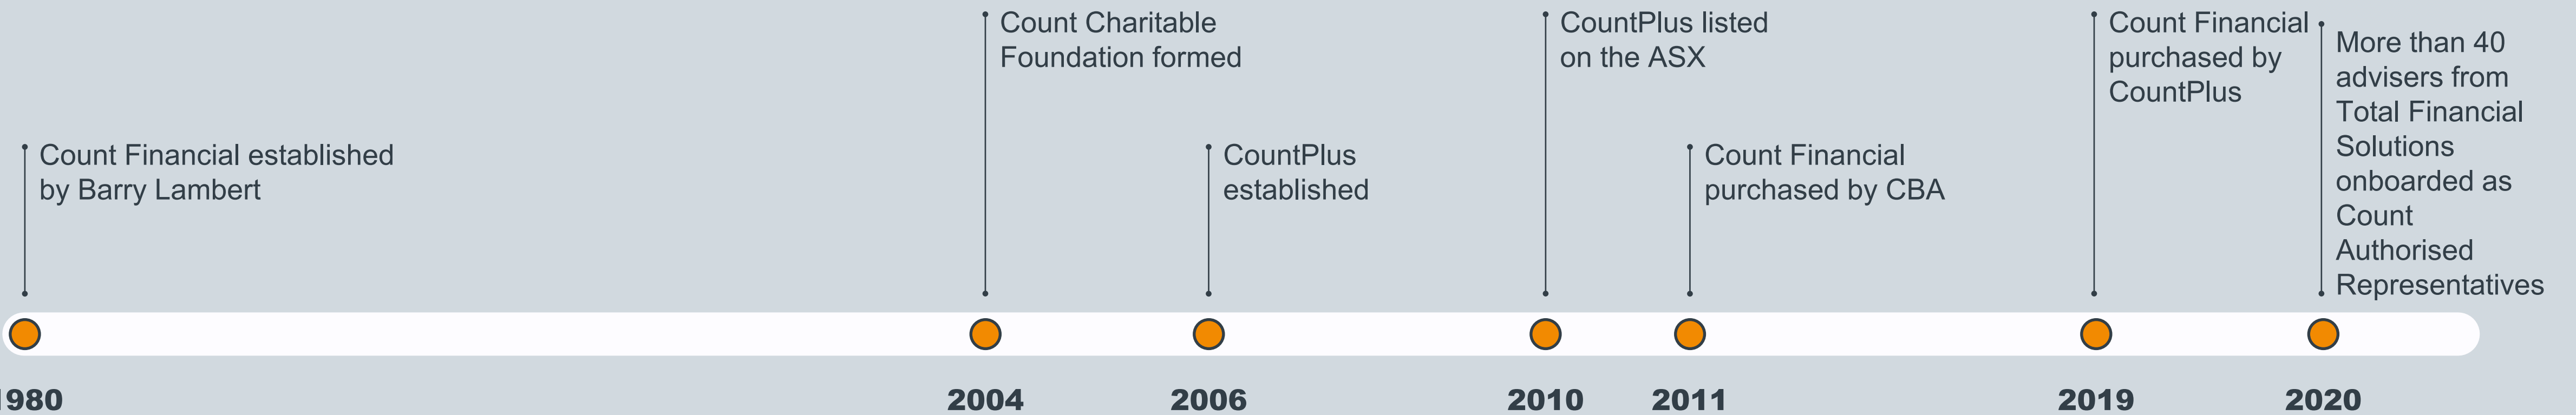 Count Financial established
by Barry Lambert
Count Charitable
Foundation formed
CountPlus
established
CountPlus listed
on the ASX
Count Financial
purchased by CBA
Count Financial
purchased by
CountPlus
More than 40
advisers from
Total Financial
Solutions
onboarded as
Count
Authorised
Representatives
1980
2004
2006
2010
2011
2019
2020